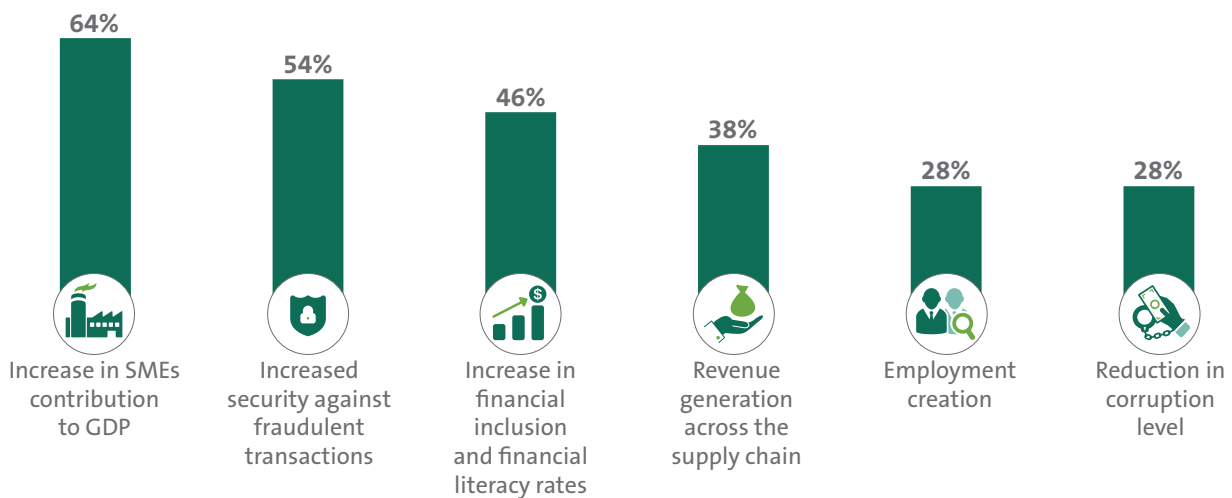 64%
54%
46%
38%
28%
28%
$
Increase in SMEs
contribution
to GDP
Increased
security against
fraudulent
transactions
Increase in
financial
inclusion
and financial
literacy rates
Revenue
generation
across the
supply chain
Employment
creation
Reduction in
corruption
level